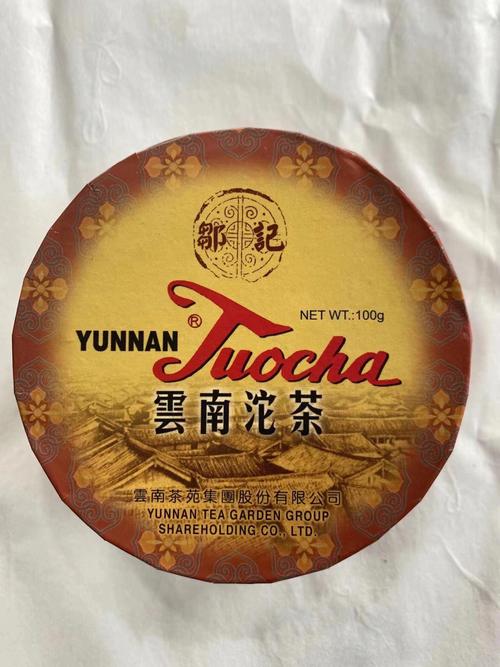 鄒記
NET WT.:100g
YUNNAN ® Tuocha
雲南沱茶
雲南茶苑集團股份有限公司
YUNNAN TEA GARDEN GROUP
SHAREHOLDING CO., LTD.